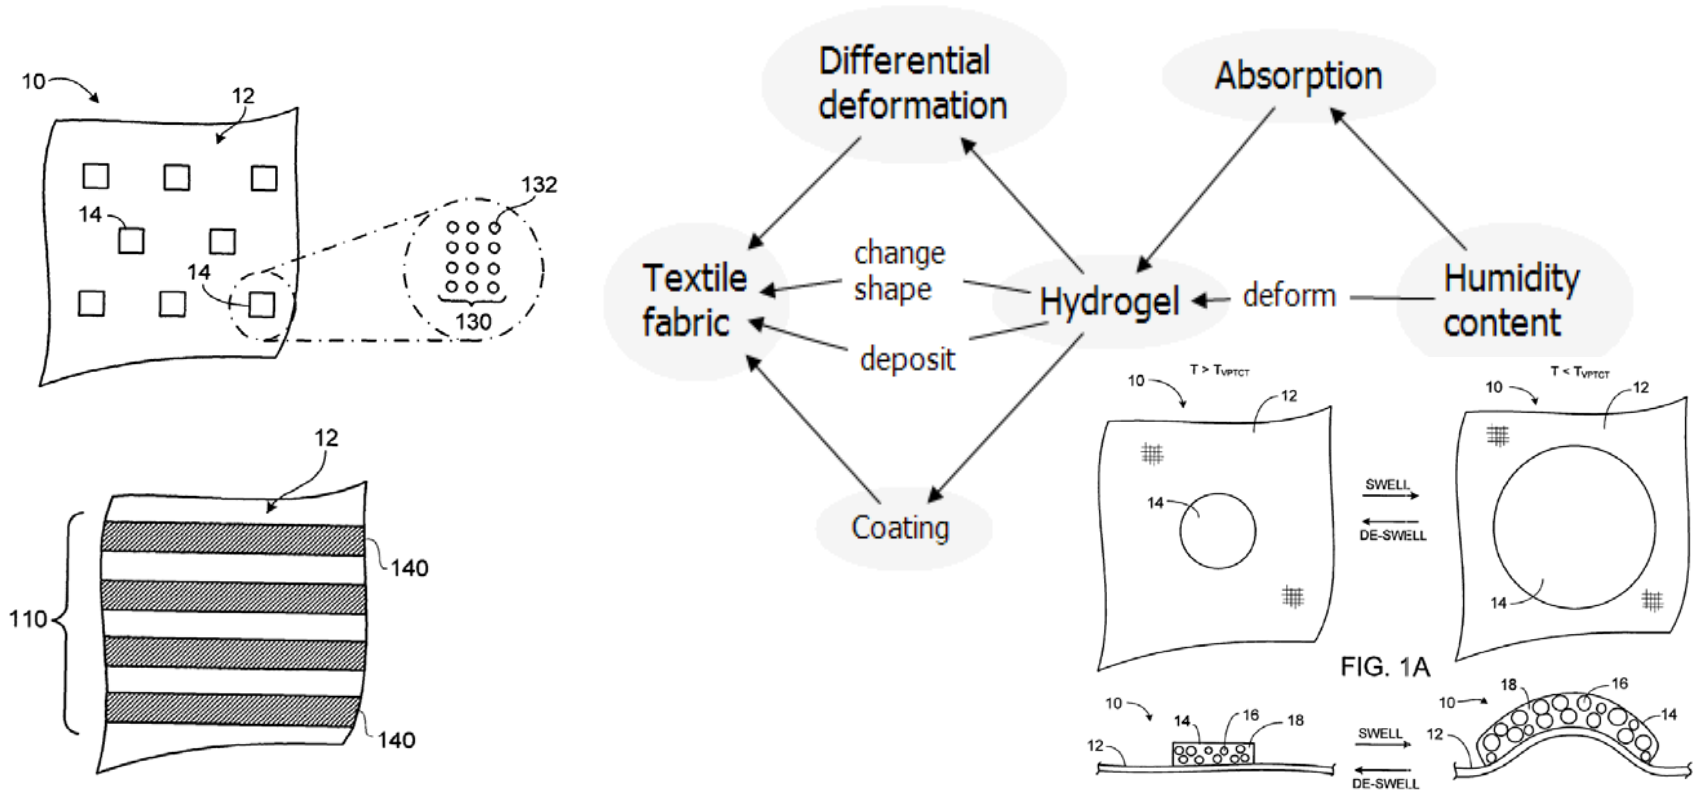 10
12
14
14
132
130
12
110
140
140
Differential
deformation
Absorption
Textile
fabric
change
shape
deposit
Hydrogel
deform
Humidity
content
Coating
T > TVPTCT
10
12
14
SWELL
DE-SWELL
T < TVPTCT
10
12
14
FIG. 1A
10
14
16
18
12
SWELL
DE-SWELL
10
18
16
14
12